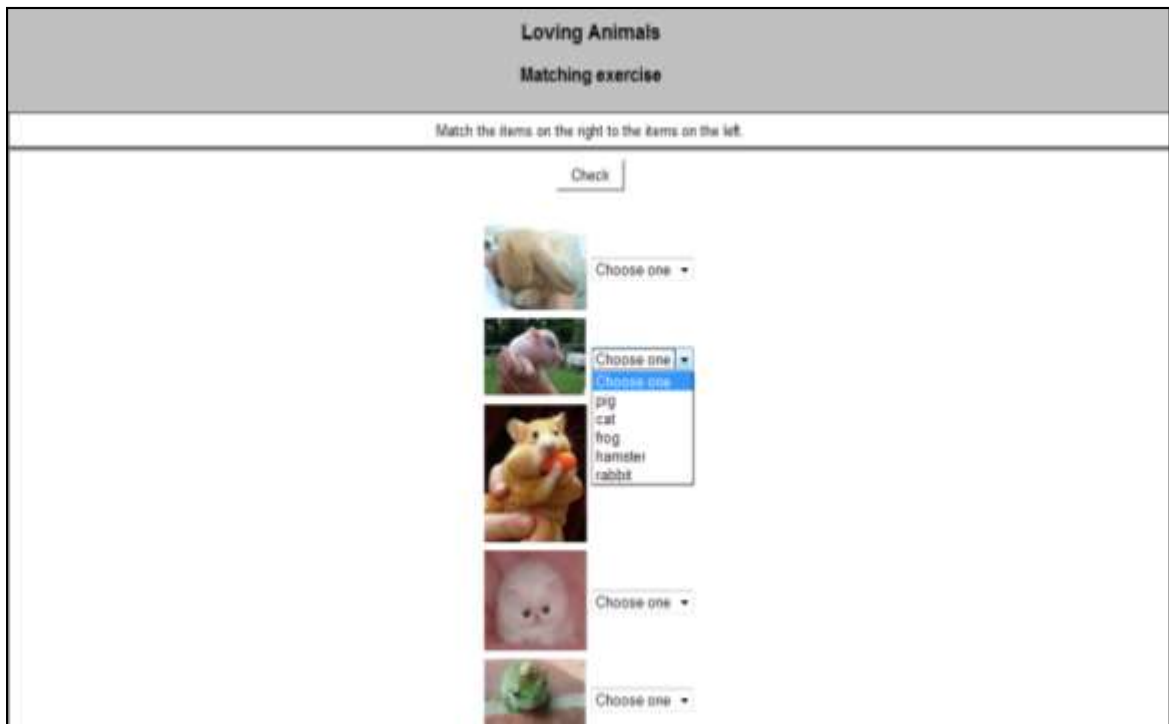 Loving Animals
Matching exercise
Match the items on the right to the items on the left.
Check
Choose one
Choose one
Choose one
pig
cat
frog
hamster
rabbit
Choose one
Choose one